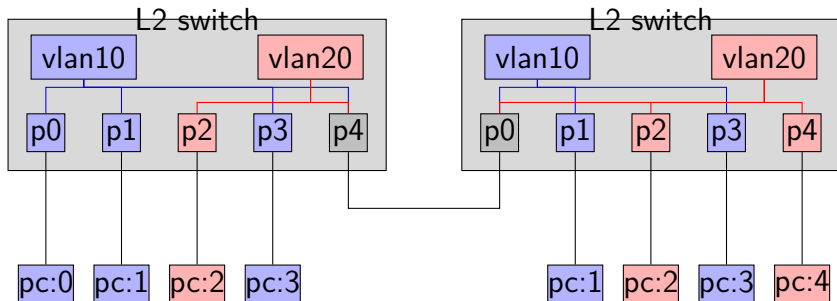 L2 switch L2 switch
vlan10 vlan20 vlan10 vlan20
p0 p1 p2 p3 p4 p0 p1 p2 p3 p4
pc:0 pc:1 pc:2 pc:3 pc:1 pc:2 pc:3 pc:4